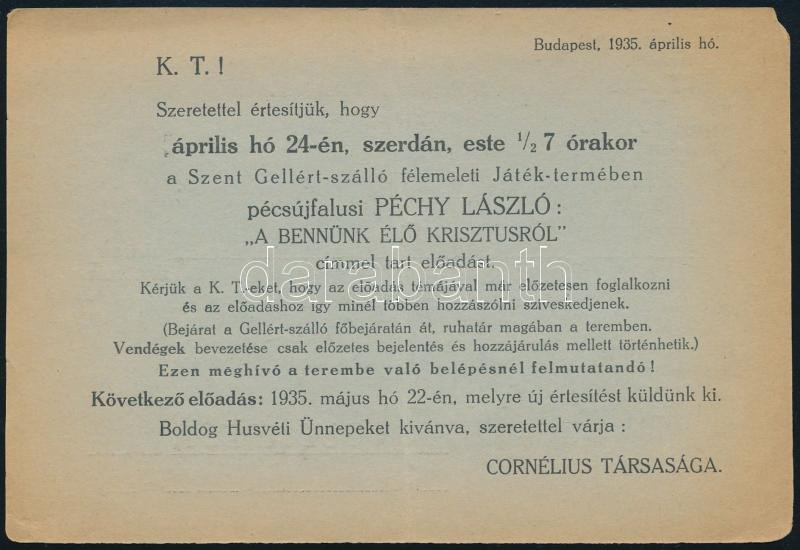 Budapest, 1935. április hó.
K. T. !
Szeretettel értesítjük, hogy
április hó 24-én, szerdán, este 1/2 7 órakor
a Szent Gellért-szálló félemeleti Játék-termében
pécsújfalusi PÉCHY LÁSZLÓ :
„A BENNÜNK ÉLŐ KRISZTUSRÓL”
címmel tart előadást.
darabanth
Kérjük a K. T.-eket, hogy az előadás témájával már előzetesen foglalkozni
és az előadáshoz így minél többen hozzászólni sziveskedjenek.
(Bejárat a Gellért-szálló főbejáratán át, ruhatár magában a teremben.
Vendégek bevezetése csak előzetes bejelentés és hozzájárulás mellett történhetik.)
Ezen meghívó a terembe való belépésnél felmutatandó !
Következő előadás: 1935. május hó 22-én, melyre új értesítést küldünk ki.
Boldog Husvéti Ünnepeket kivánva, szeretettel várja :
CORNÉLIUS TÁRSASÁGA.